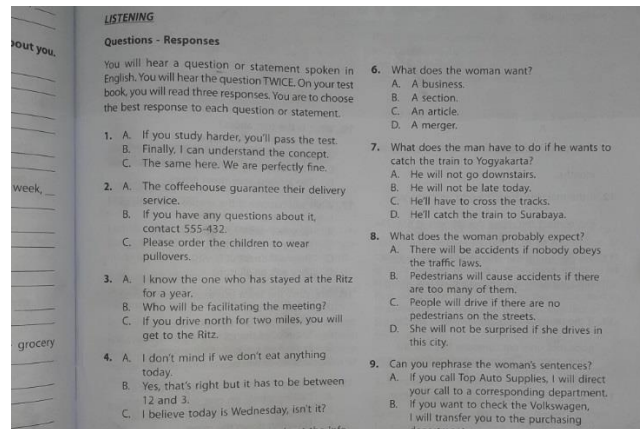 LISTENING
Questions - Responses
You will hear a question or statement spoken in
English. You will hear the question TWICE. On your test
book, you will read three responses. You are to choose
the best response to each question or statement.
1. A. If you study harder, you'll pass the test.
B. Finally, I can understand the concept.
C. The same here. We are perfectly fine.
2. A. The coffeehouse guarantee their delivery
service.
B. If you have any questions about it,
contact 555-432.
C. Please order the children to wear
pullovers.
3. A. I know the one who has stayed at the Ritz
for a year.
B. Who will be facilitating the meeting?
C. If you drive north for two miles, you will
get to the Ritz.
4. A. I don't mind if we don't eat anything
today.
B. Yes, that's right but it has to be between
12 and 3.
C. I believe today is Wednesday, isn't it?
6. What does the woman want?
A. A business.
B. A section.
C. An article.
D. A merger.
7. What does the man have to do if he wants to
catch the train to Yogyakarta?
A. He will not go downstairs.
B. He will not be late today.
C. He'll have to cross the tracks.
D. He'll catch the train to Surabaya.
8. What does the woman probably expect?
A. There will be accidents if nobody obeys
the traffic laws.
B. Pedestrians will cause accidents if there
are too many of them.
C. People will drive if there are no
pedestrians on the streets.
D. She will not be surprised if she drives in
this city.
9. Can you rephrase the woman's sentences?
A. if you call Top Auto Supplies, I will direct
your call to a corresponding department.
B. If you want to check the Volkswagen,
I will transfer you to the purchasing
out you.
week,
grocery